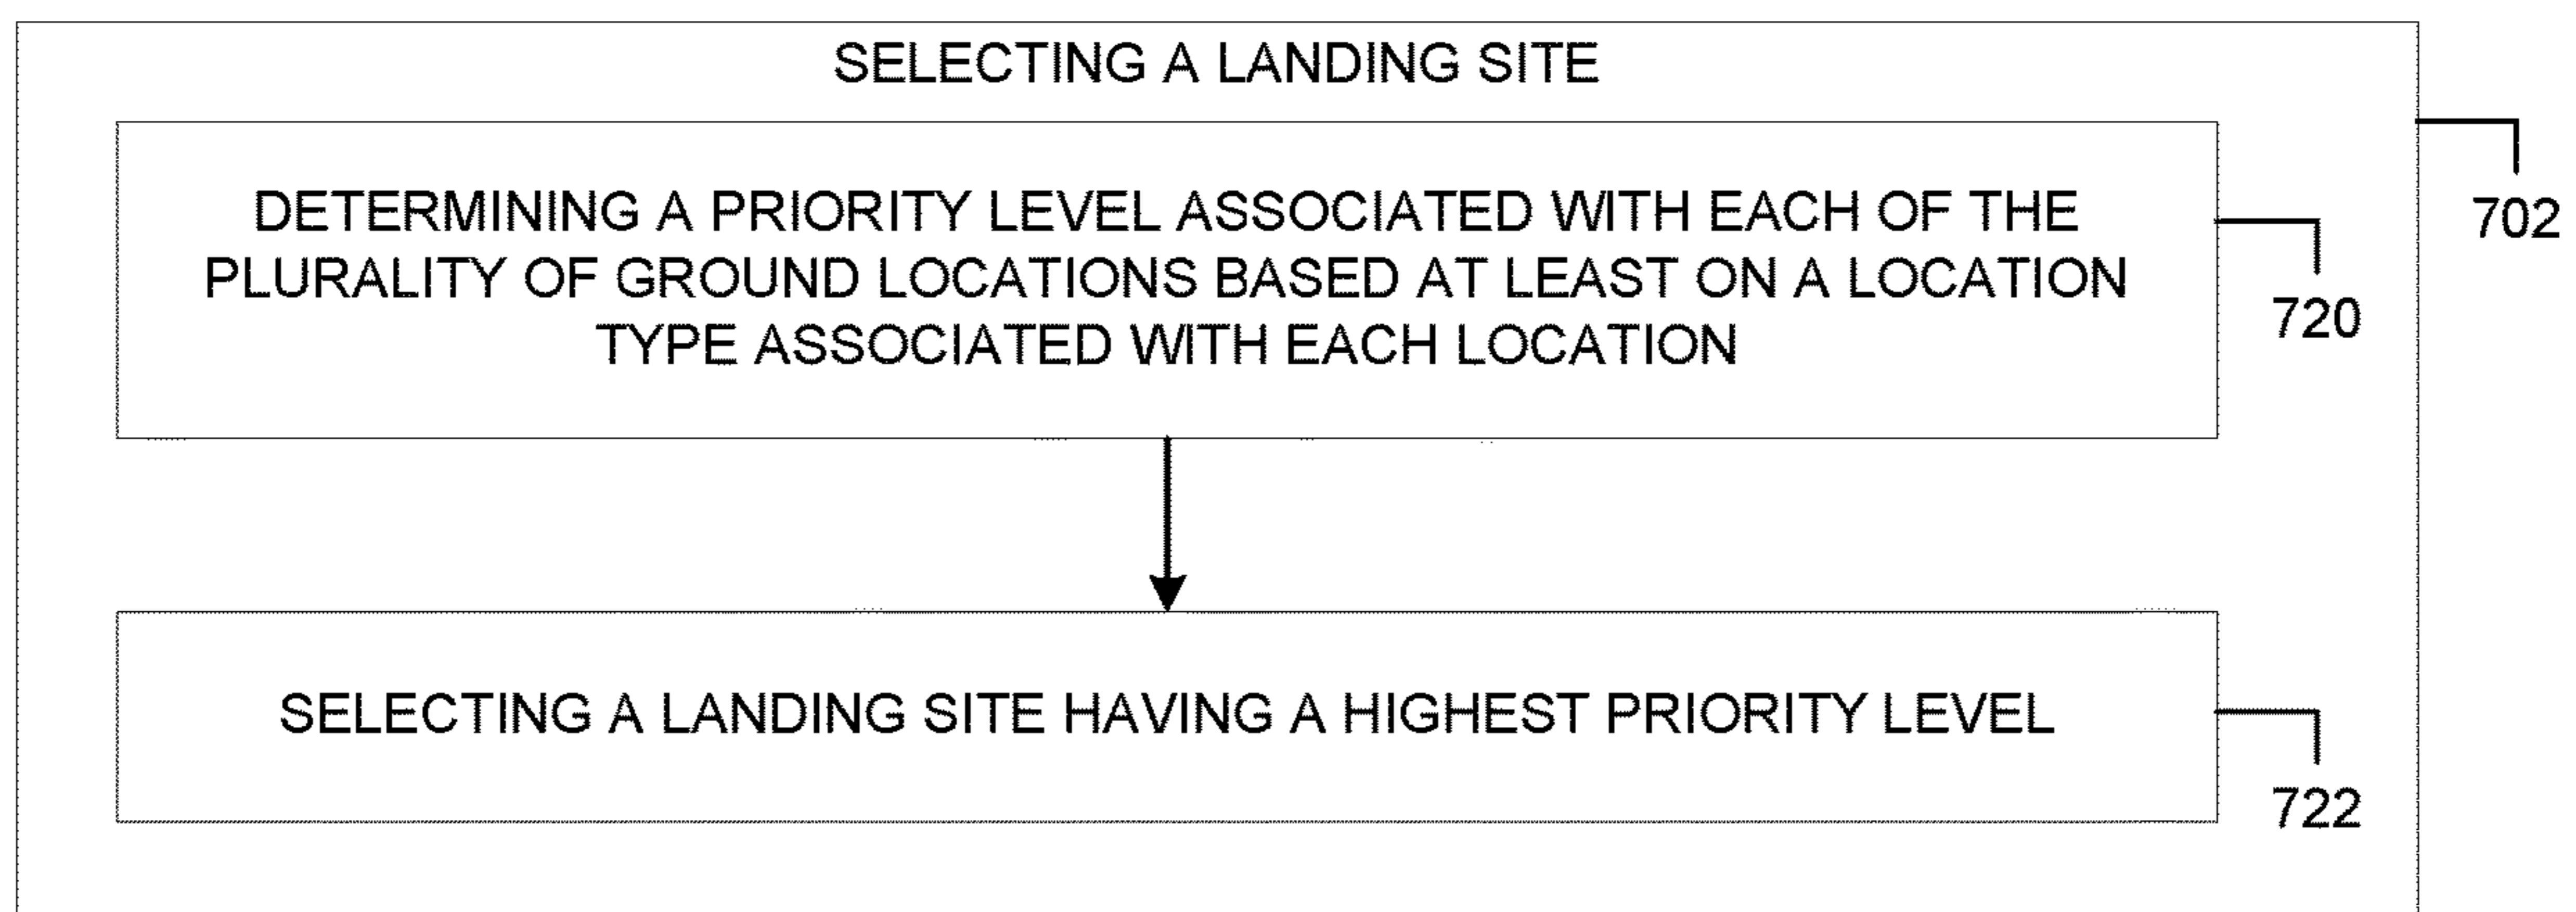 SELECTING A LANDING SITE
DETERMINING A PRIORITY LEVEL ASSOCIATED WITH EACH OF THE
PLURALITY OF GROUND LOCATIONS BASED AT LEAST ON A LOCATION
TYPE ASSOCIATED WITH EACH LOCATION
702
720
SELECTING A LANDING SITE HAVING A HIGHEST PRIORITY LEVEL
722